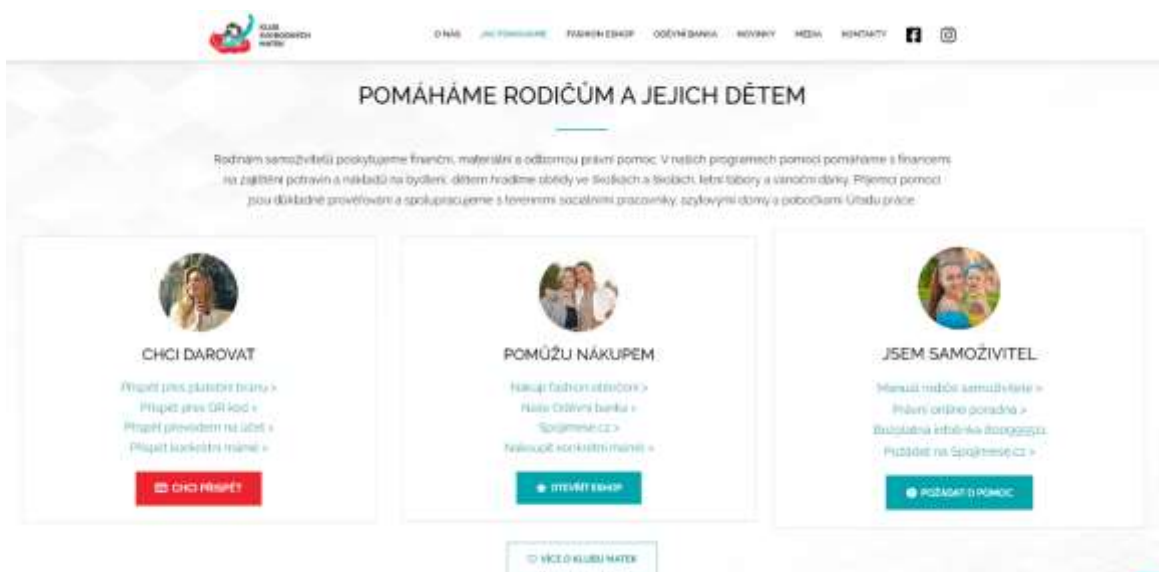 KLUB
SVOBODNÝCH
MATEK
O NÁS JAK POMÁHÁME FASHION ESHOP ODĚVNÍ BANKA NOVINKY MÉDIA KONTAKTY
POMÁHÁME RODIČŮM A JEJICH DĚTEM
Rodinám samoživitelů poskytujeme finanční, materiální a odbornou právní pomoc. V našich programech pomoci pomáháme s financemi
na zajištění potravin a nákladů na bydlení, dětem hradíme obědy ve školkách a školách, letní tábory a vánoční dárky. Příjemci pomoci
jsou důkladně prověřováni a spolupracujeme s terénními sociálními pracovníky, azylovými domy a pobočkami Úřadu práce.
CHCI DAROVAT
Přispět přes platební bránu >
Přispět přes QR kód >
Přispět převodem na účet >
Přispět konkrétní mámě >
CHCI PŘISPĚT
POMŮŽU NÁKUPEM
Nákup fashion oblečení >
Naše Oděvní banka >
Spojmese.cz >
Nakoupit konkrétní mámě >
OTEVŘÍT ESHOP
JSEM SAMOŽIVITEL
Manuál rodiče samoživitele >
Právní online poradna >
Bezplatná infolinka
Požádat na Spojmese.cz >
POŽÁDAT O POMOC
VÍCE O KLUBU MATEK